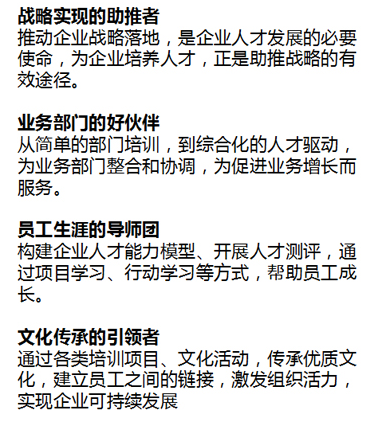 战略实现的助推者
推动企业战略落地，是企业人才发展的必要
使命，为企业培养人才，正是助推战略的有
效途径。
业务部门的好伙伴
从简单的部门培训，到综合化的人才驱动，
为业务部门整合和协调，为促进业务增长而
服务。
员工生涯的导师团
构建企业人才能力模型、开展人才测评，通
过项目学习、行动学习等方式，帮助员工成
长。
文化传承的引领者
通过各类培训项目、文化活动，传承优质文
化，建立员工之间的链接，激发组织活力，
实现企业可持续发展